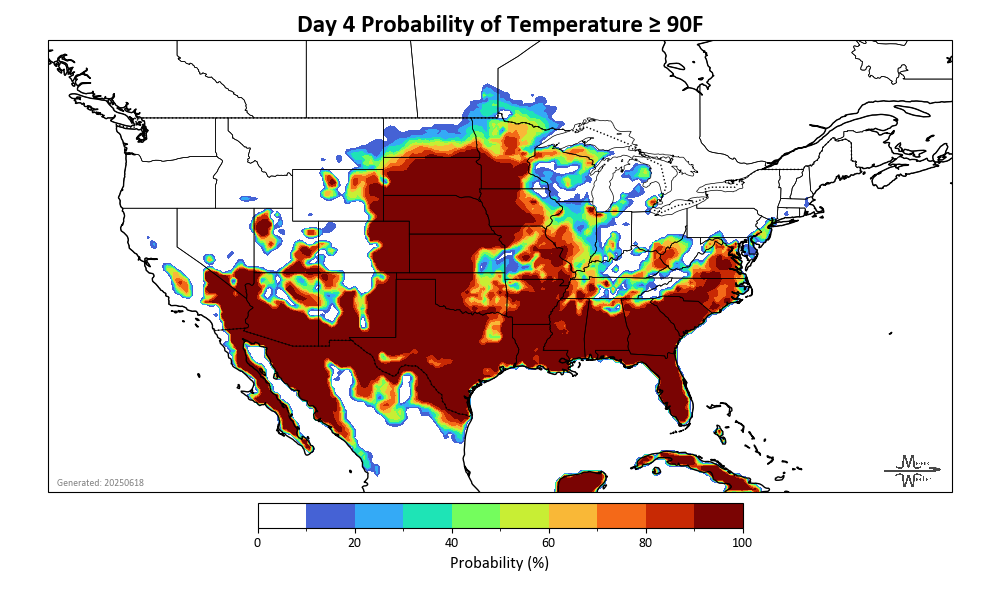 Day 4 Probability of Temperature ≥ 90F
Generated: 20250618
0 20 40 60 80 100
Probability (%)